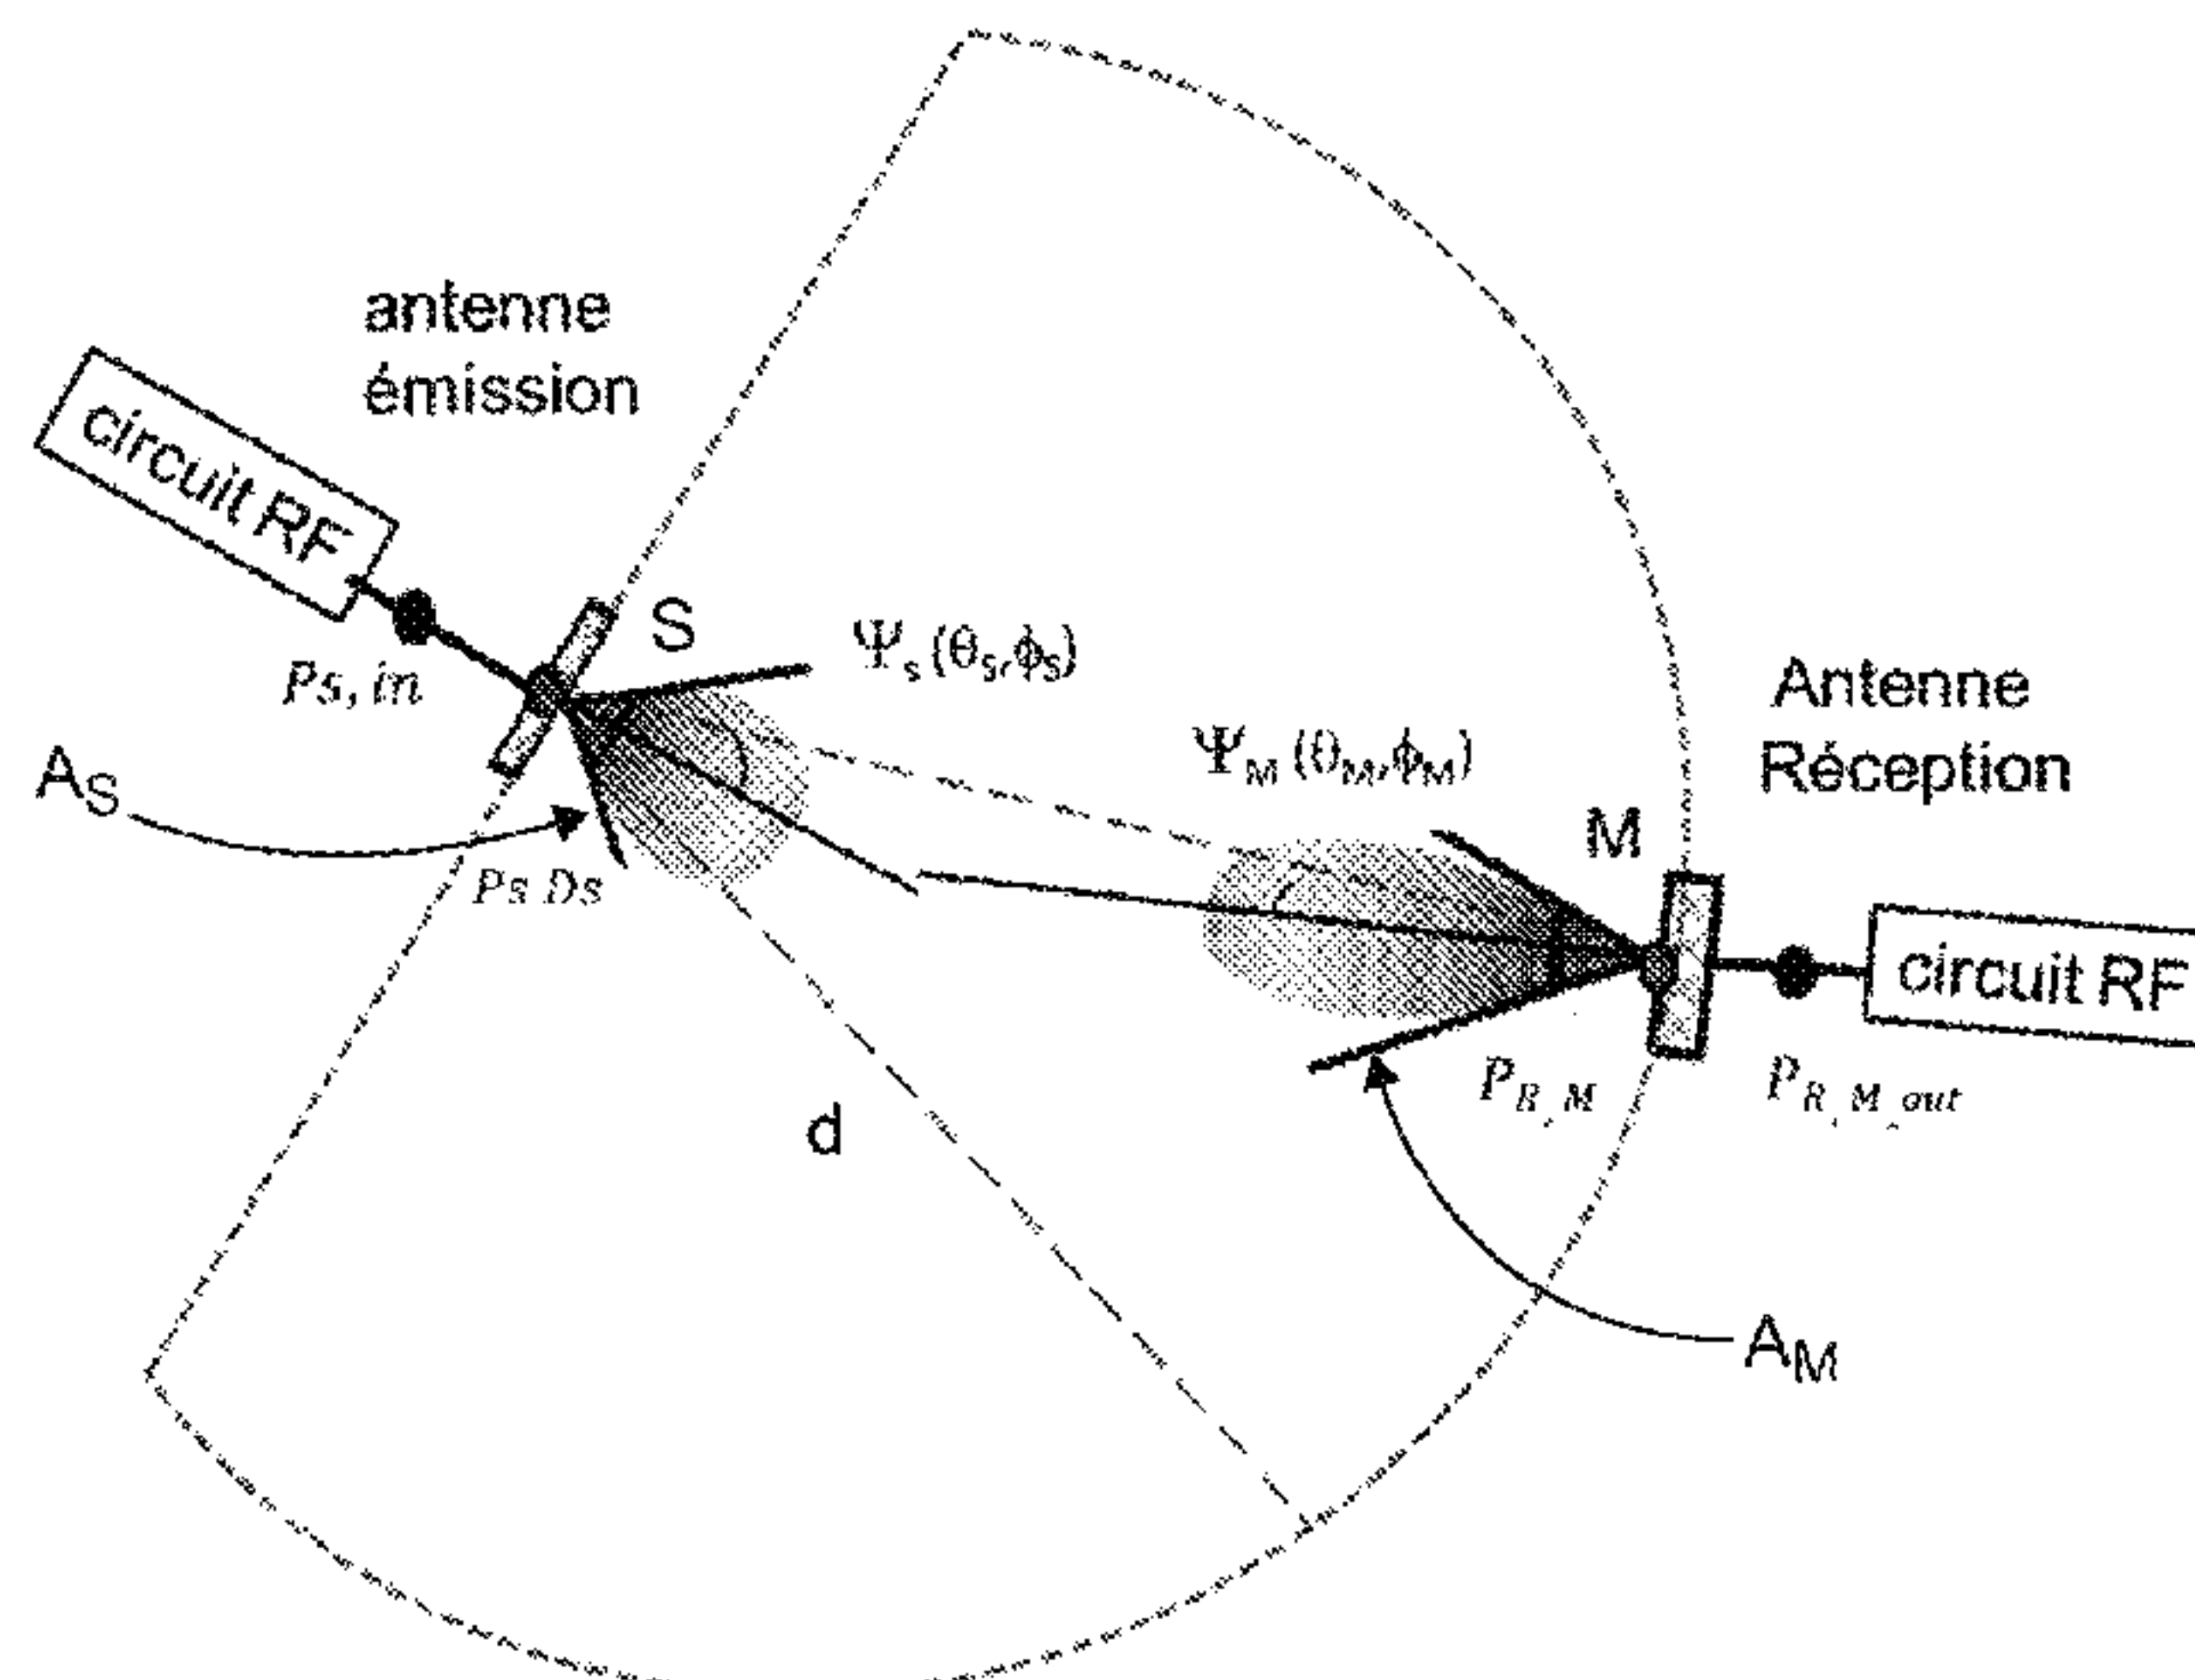 antenne
émission
circuit RF
Ps, in
S
Ψs (θS,ϕS)
AS
Ps DS
ΨM (θM,ϕM)
Antenne
Réception
M
circuit RF
PR,M
PR,M,out
d
AM